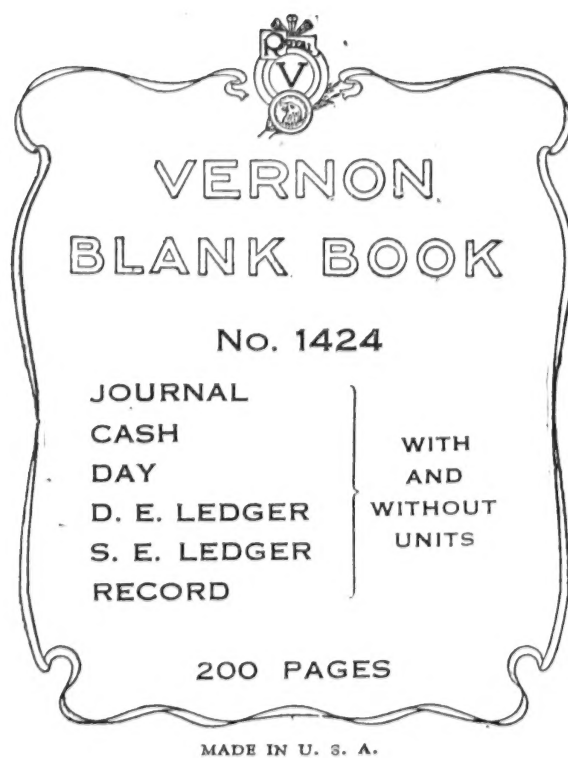 ROYAL
V
VERNON
BLANK BOOK
No. 1424
JOURNAL
CASH
DAY
D. E. LEDGER
S. E. LEDGER
RECORD
WITH
AND
WITHOUT
UNITS
200 PAGES
MADE IN U. S. A.